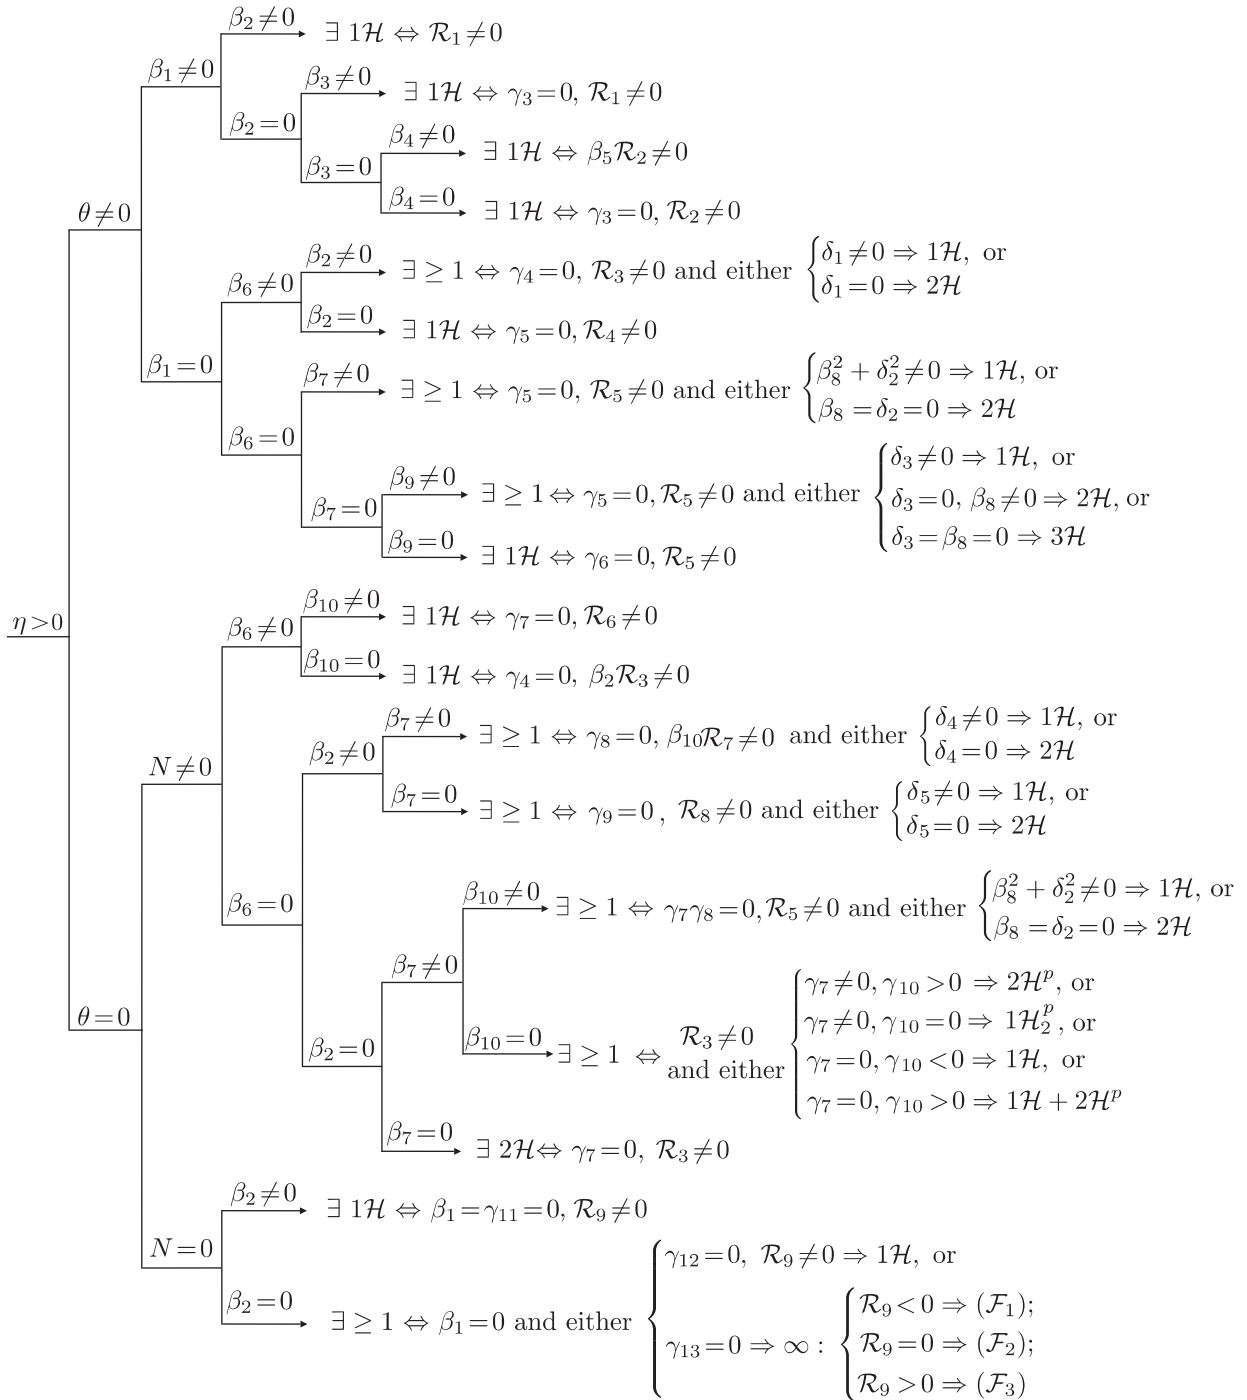 β₂≠0 ∃ 1ℋ ⇔ ℛ₁≠0
β₁≠0
β₃≠0 ∃ 1ℋ ⇔ γ₃=0, ℛ₁≠0
β₂=0
β₄≠0 ∃ 1ℋ ⇔ β₅ℛ₂≠0
β₃=0
β₄=0 ∃ 1ℋ ⇔ γ₃=0, ℛ₂≠0
θ≠0
β₂≠0 ∃ ≥ 1 ⇔ γ₄=0, ℛ₃≠0 and either
δ₁≠0 ⇒ 1ℋ, or
δ₁=0 ⇒ 2ℋ
β₆≠0
β₂=0 ∃ 1ℋ ⇔ γ₅=0, ℛ₄≠0
β₁=0
β₇≠0 ∃ ≥ 1 ⇔ γ₅=0, ℛ₅≠0 and either
β₈² + δ₂² ≠0 ⇒ 1ℋ, or
β₈ =δ₂=0 ⇒ 2ℋ
β₆=0
β₉≠0 ∃ ≥ 1 ⇔ γ₅=0, ℛ₅≠0 and either
δ₃≠0 ⇒ 1ℋ, or
δ₃=0, β₈≠0 ⇒ 2ℋ, or
δ₃=β₈=0 ⇒ 3ℋ
β₇=0
β₉=0 ∃ 1ℋ ⇔ γ₆=0, ℛ₅≠0
η>0
β₁₀≠0 ∃ 1ℋ ⇔ γ₇=0, ℛ₆≠0
β₆≠0
β₁₀=0 ∃ 1ℋ ⇔ γ₄=0, β₂ℛ₃≠0
N≠0
β₇≠0 ∃ ≥ 1 ⇔ γ₈=0, β₁₀ℛ₇≠0 and either
δ₄≠0 ⇒ 1ℋ, or
δ₄=0 ⇒ 2ℋ
β₂≠0
β₇=0 ∃ ≥ 1 ⇔ γ₉=0, ℛ₈≠0 and either
δ₅≠0 ⇒ 1ℋ, or
δ₅=0 ⇒ 2ℋ
β₆=0
β₁₀≠0 ∃ ≥ 1 ⇔ γ₇γ₈=0, ℛ₅≠0 and either
β₈² + δ₂² ≠0 ⇒ 1ℋ, or
β₈ =δ₂=0 ⇒ 2ℋ
β₇≠0
β₁₀=0 ∃ ≥ 1 ⇔
ℛ₃≠0
and either
γ₇≠0, γ₁₀>0 ⇒ 2ℋᵖ, or
γ₇≠0, γ₁₀=0 ⇒ 1ℋ₂ᵖ, or
γ₇=0, γ₁₀<0 ⇒ 1ℋ, or
γ₇=0, γ₁₀>0 ⇒ 1ℋ + 2ℋᵖ
β₂=0
β₇=0 ∃ 2ℋ ⇔ γ₇=0, ℛ₃≠0
θ=0
β₂≠0 ∃ 1ℋ ⇔ β₁=γ₁₁=0, ℛ₉≠0
N=0
β₂=0 ∃ ≥ 1 ⇔ β₁=0 and either
γ₁₂=0, ℛ₉≠0 ⇒ 1ℋ, or
γ₁₃=0 ⇒ ∞ :
ℛ₉<0 ⇒ (ℱ₁);
ℛ₉=0 ⇒ (ℱ₂);
ℛ₉>0 ⇒ (ℱ₃)